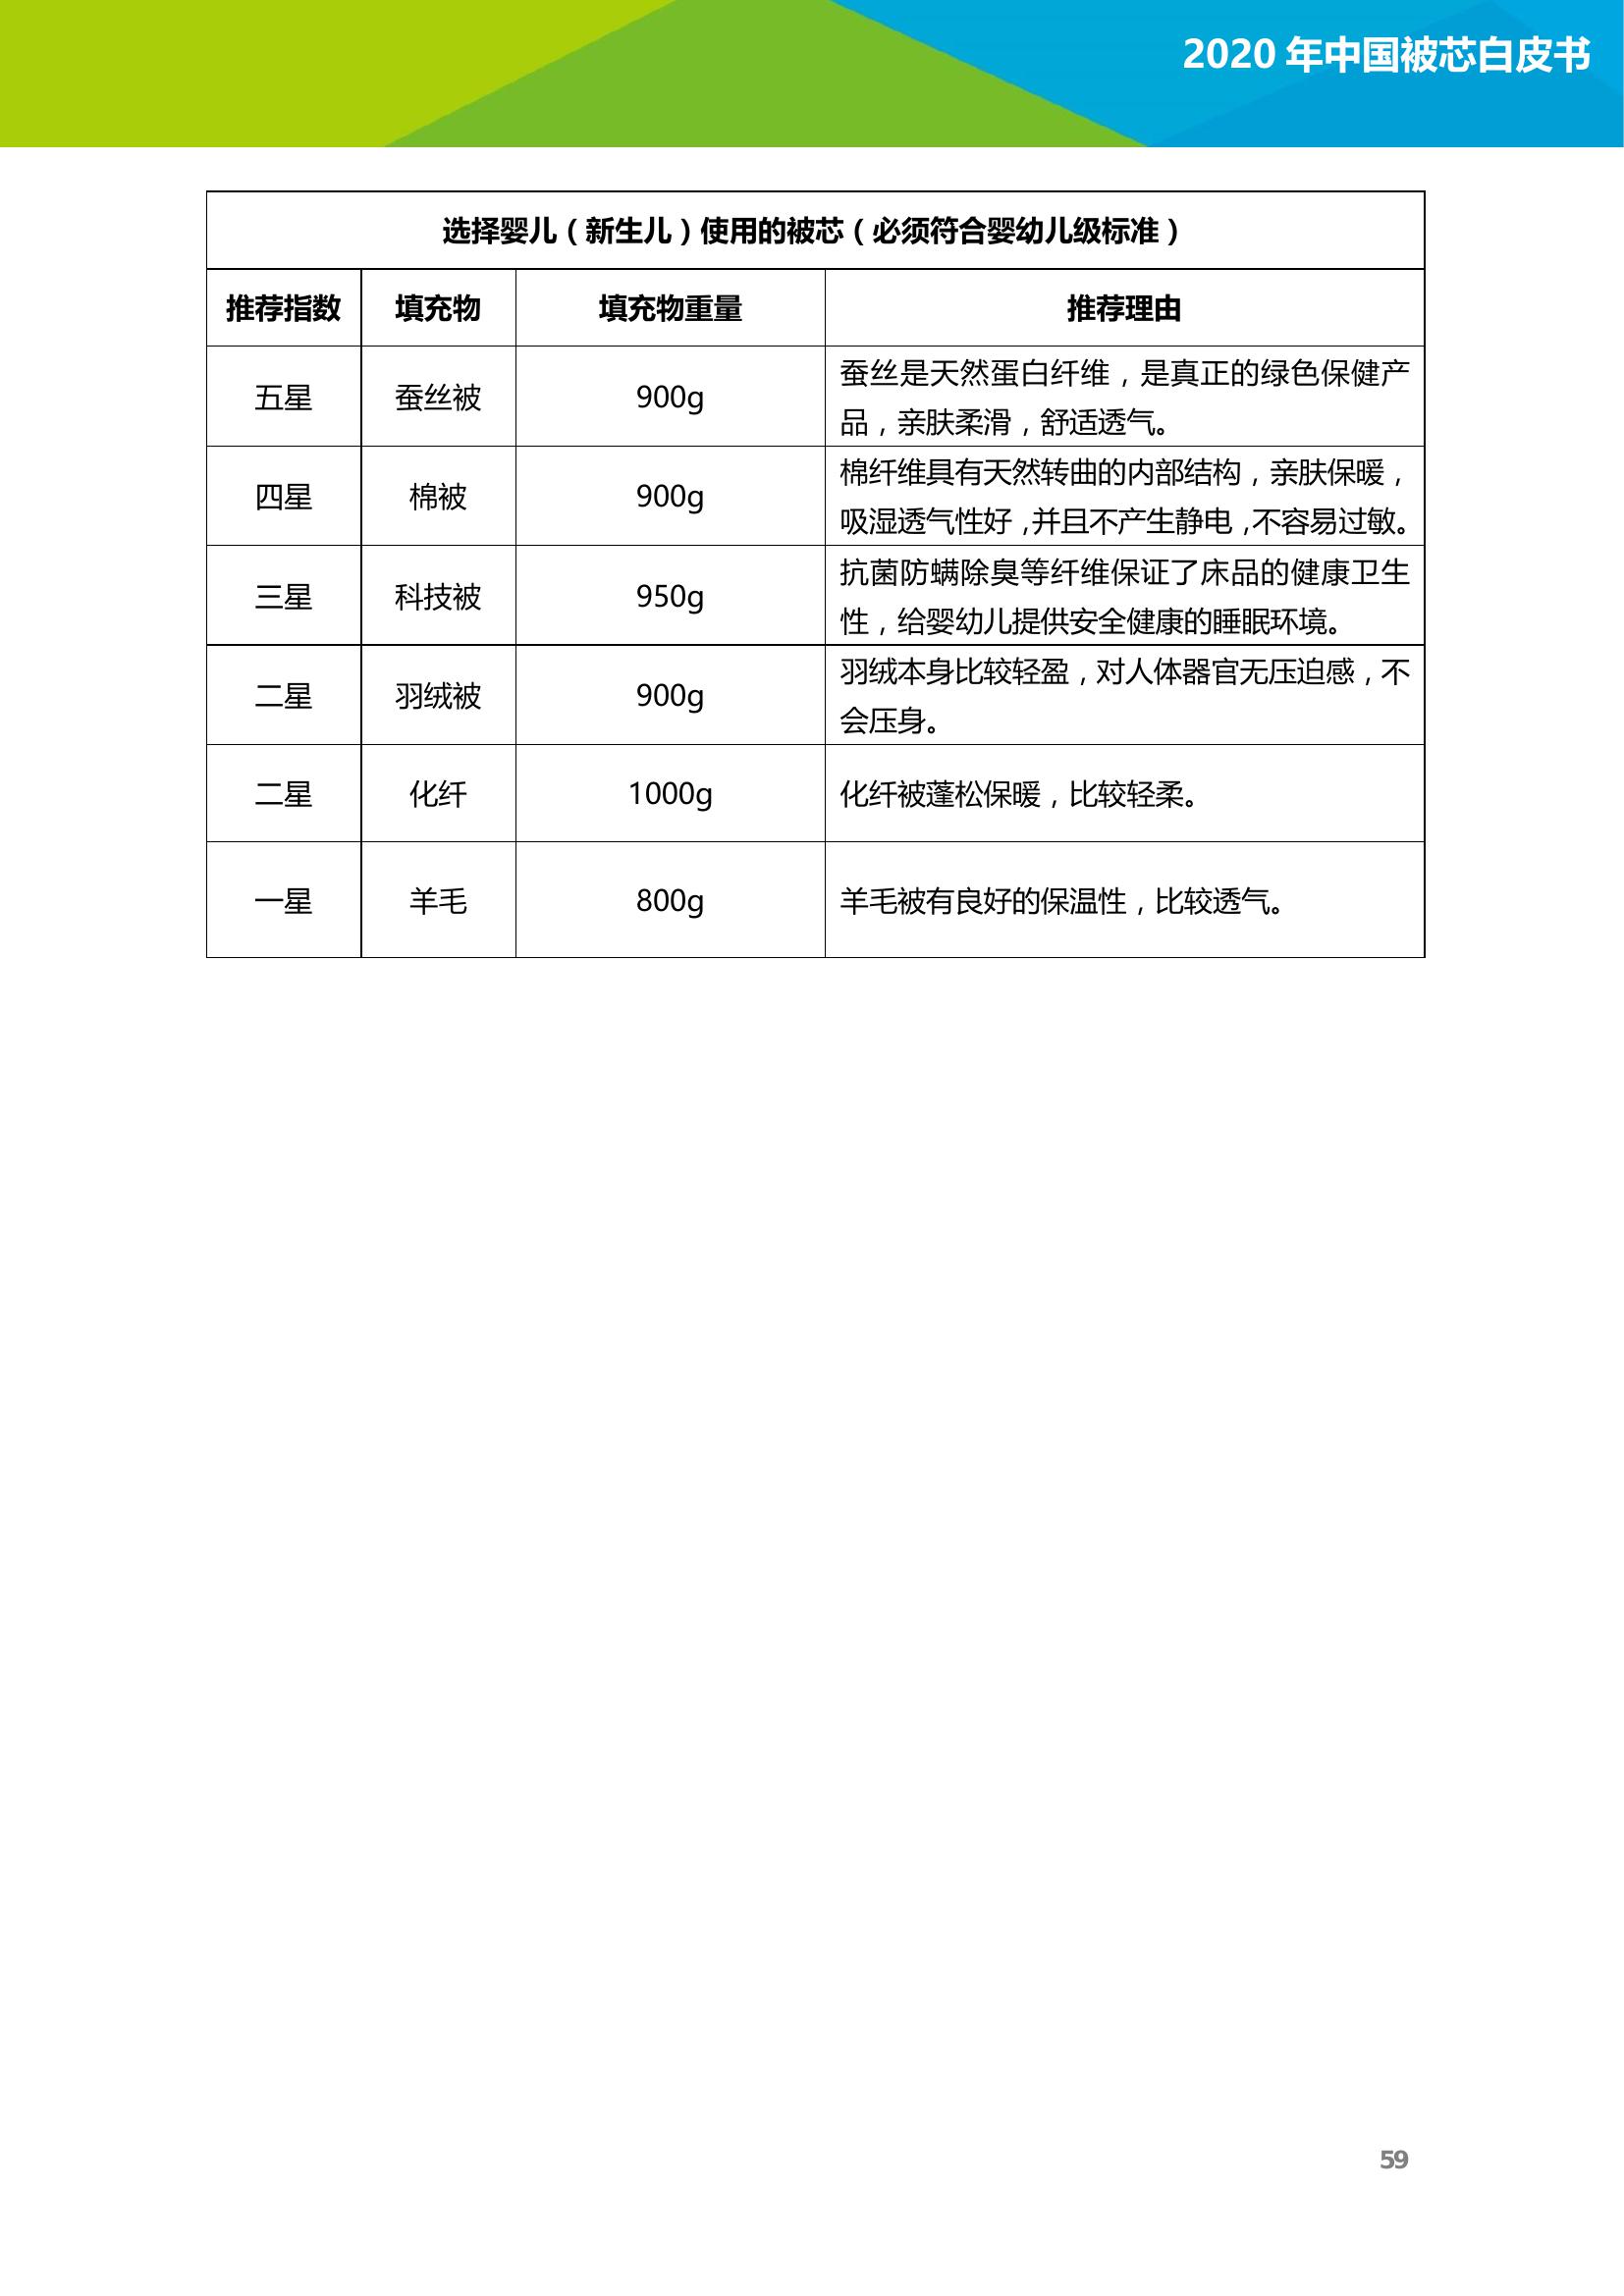 2020 年中国被芯白皮书
选择婴儿（新生儿）使用的被芯（必须符合婴幼儿级标准）
推荐指数 填充物 填充物重量 推荐理由
五星 蚕丝被 900g 蚕丝是天然蛋白纤维，是真正的绿色保健产
品，亲肤柔滑，舒适透气。
四星 棉被 900g 棉纤维具有天然转曲的内部结构，亲肤保暖，
吸湿透气性好，并且不产生静电，不容易过敏。
三星 科技被 950g 抗菌防螨除臭等纤维保证了床品的健康卫生
性，给婴幼儿提供安全健康的睡眠环境。
二星 羽绒被 900g 羽绒本身比较轻盈，对人体器官无压迫感，不
会压身。
二星 化纤 1000g 化纤被蓬松保暖，比较轻柔。
一星 羊毛 800g 羊毛被有良好的保温性，比较透气。
59